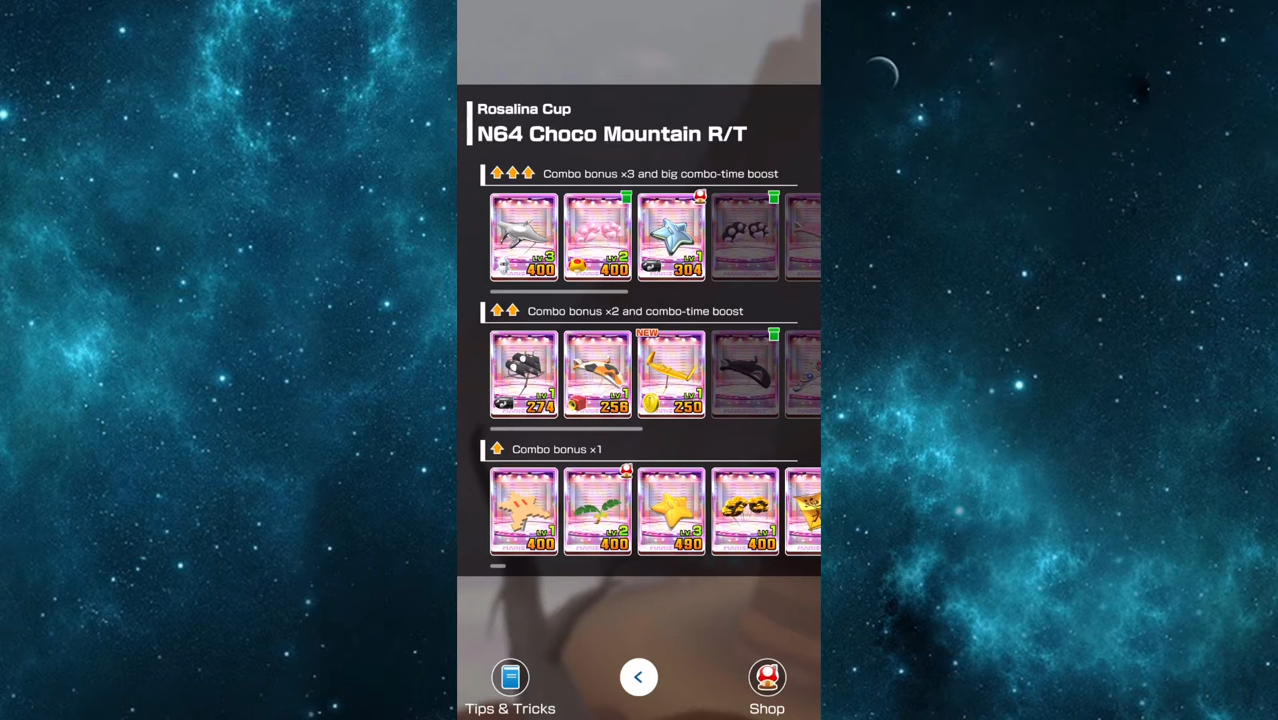 Rosalina Cup
N64 Choco Mountain R/T
Combo bonus ×3 and big combo-time boost
LV.3 400
LV.2 400
LV.1 304
Combo bonus ×2 and combo-time boost
NEW
LV.1 274
LV.1 256
LV.1 250
Combo bonus ×1
LV.1 400
LV.2 400
LV.3 490
LV.1 400
Tips & Tricks
Shop